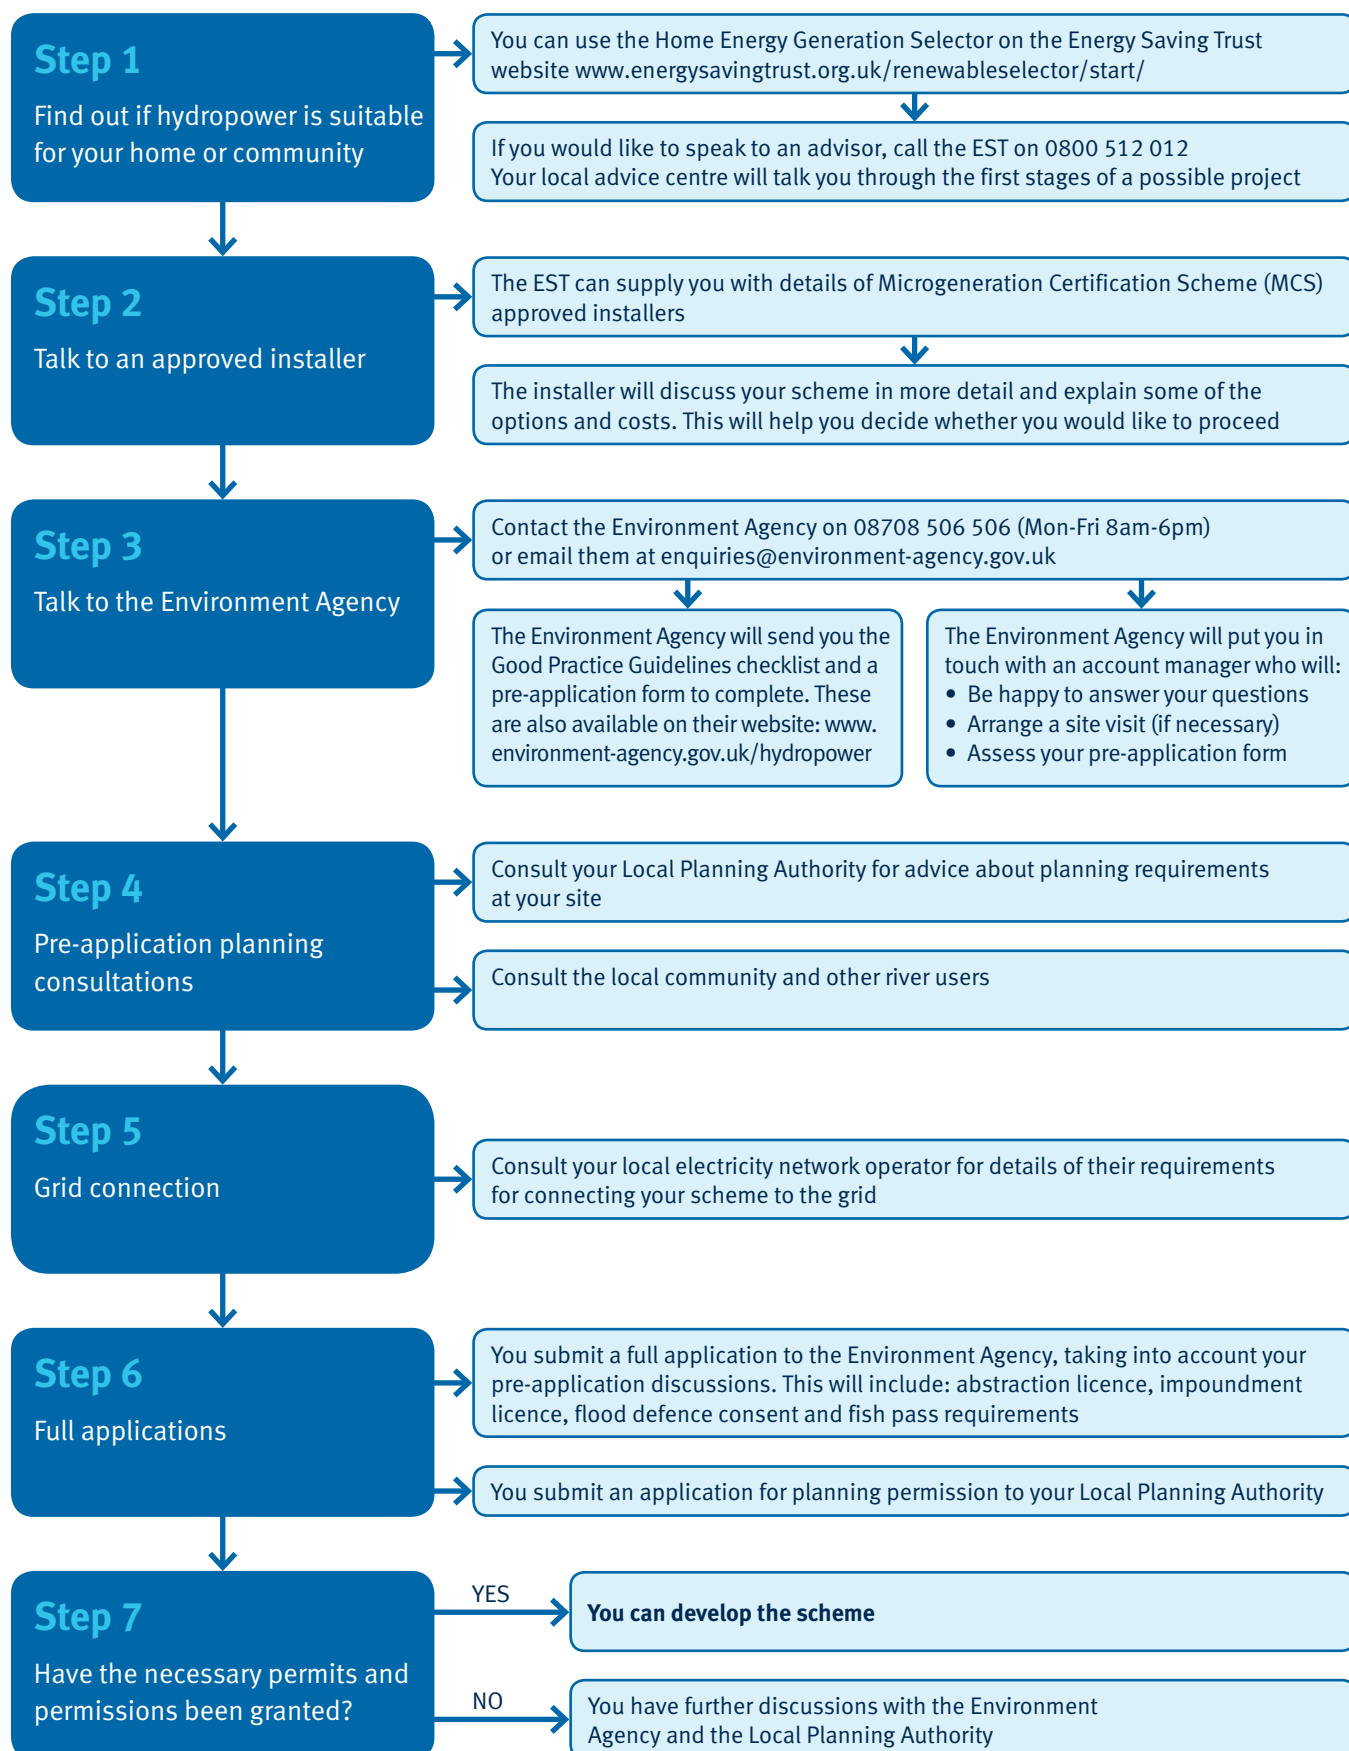 Step 1
Find out if hydropower is suitable
for your home or community
You can use the Home Energy Generation Selector on the Energy Saving Trust
website www.energysavingtrust.org.uk/renewableselector/start/
If you would like to speak to an advisor, call the EST on 0800 512 012
Your local advice centre will talk you through the first stages of a possible project
Step 2
Talk to an approved installer
The EST can supply you with details of Microgeneration Certification Scheme (MCS)
approved installers
The installer will discuss your scheme in more detail and explain some of the
options and costs. This will help you decide whether you would like to proceed
Step 3
Talk to the Environment Agency
Contact the Environment Agency on 08708 506 506 (Mon-Fri 8am-6pm)
or email them at enquiries@environment-agency.gov.uk
The Environment Agency will send you the
Good Practice Guidelines checklist and a
pre-application form to complete. These
are also available on their website: www.
environment-agency.gov.uk/hydropower
The Environment Agency will put you in
touch with an account manager who will:
• Be happy to answer your questions
• Arrange a site visit (if necessary)
• Assess your pre-application form
Step 4
Pre-application planning
consultations
Consult your Local Planning Authority for advice about planning requirements
at your site
Consult the local community and other river users
Step 5
Grid connection
Consult your local electricity network operator for details of their requirements
for connecting your scheme to the grid
Step 6
Full applications
You submit a full application to the Environment Agency, taking into account your
pre-application discussions. This will include: abstraction licence, impoundment
licence, flood defence consent and fish pass requirements
You submit an application for planning permission to your Local Planning Authority
Step 7
Have the necessary permits and
permissions been granted?
YES
You can develop the scheme
NO
You have further discussions with the Environment
Agency and the Local Planning Authority